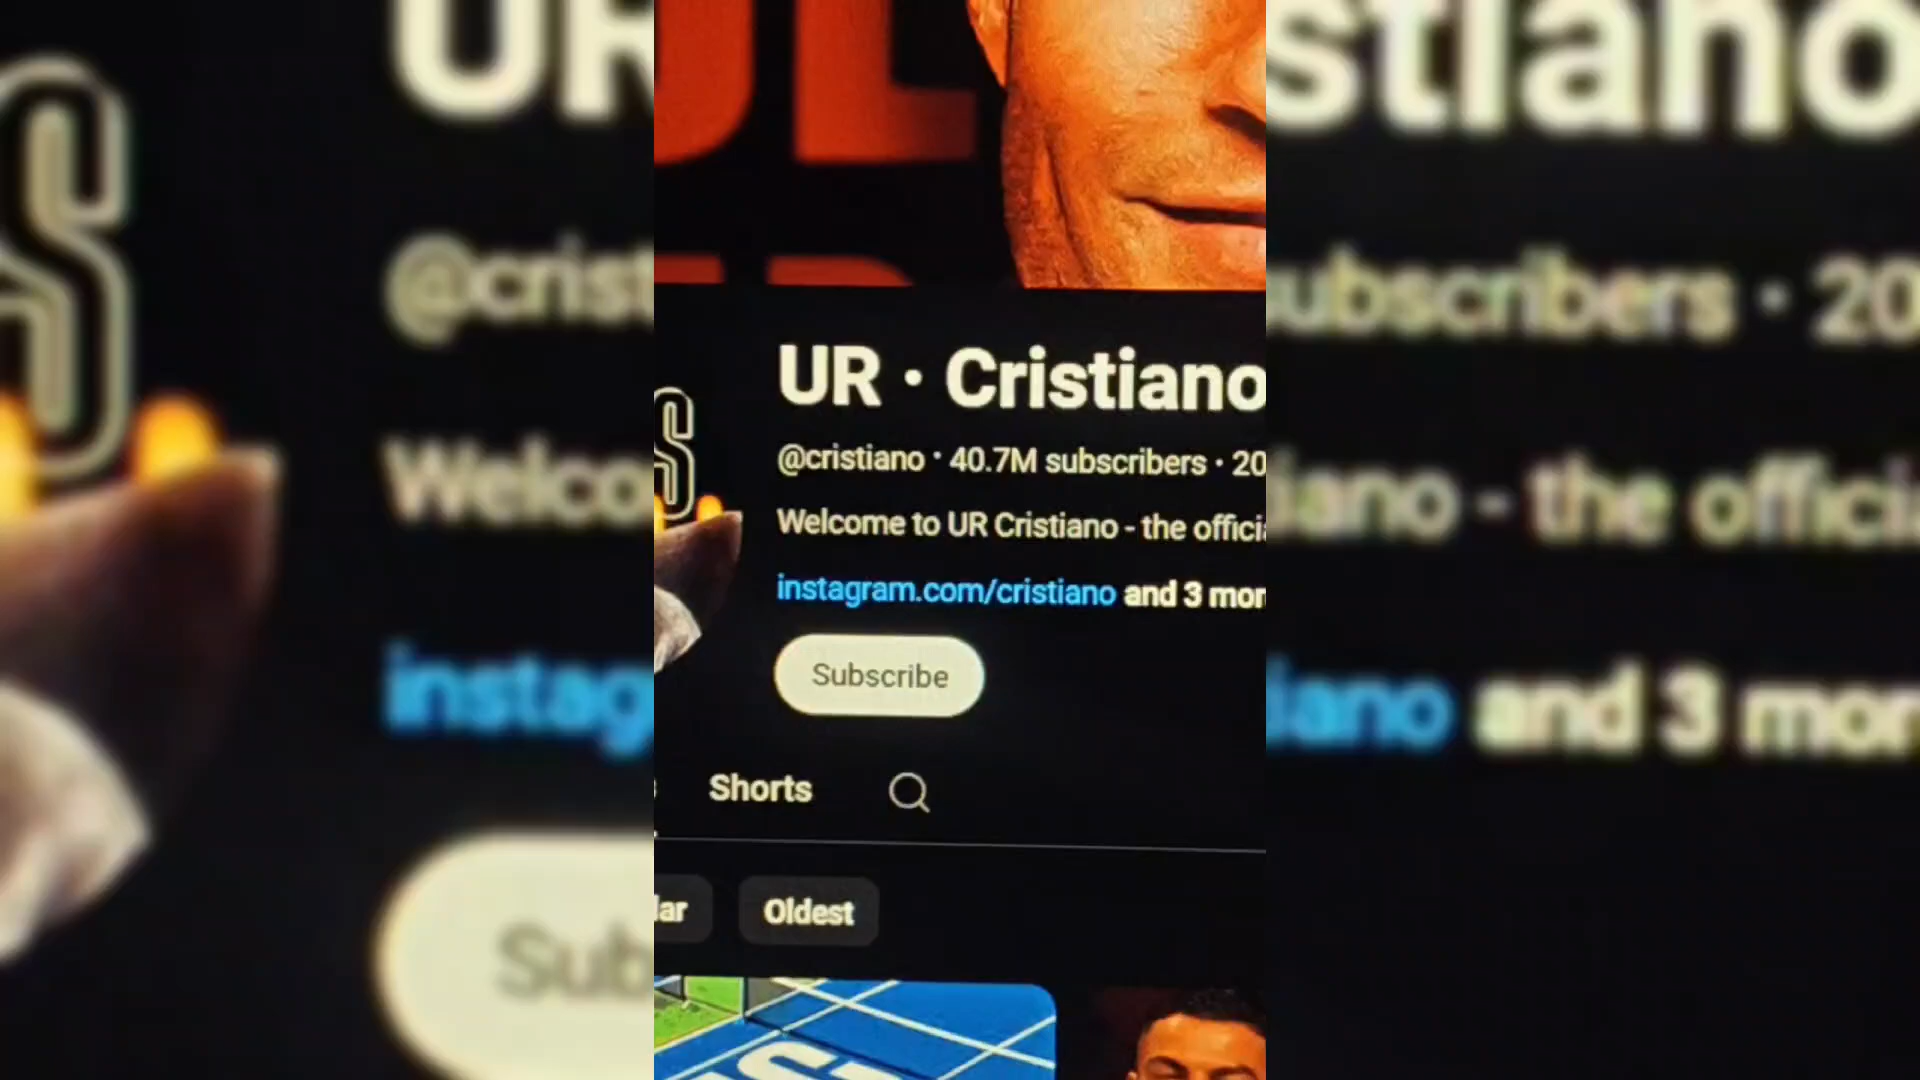 UR · Cristiano
@cristiano · 40.7M subscribers · 20
Welcome to UR Cristiano - the offici
instagram.com/cristiano and 3 mor
Subscribe
Shorts
lar Oldest